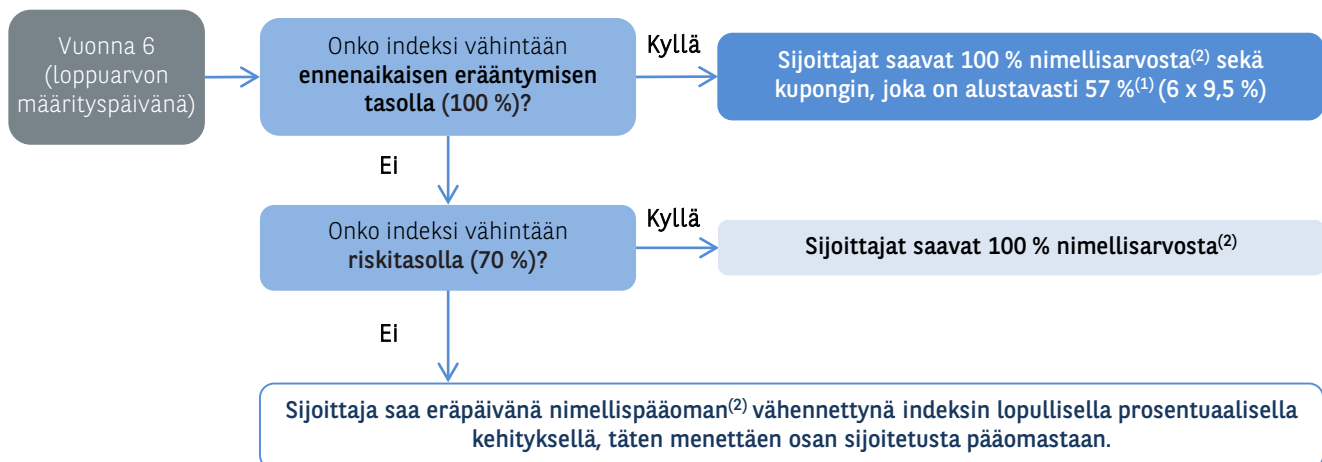 Vuonna 6
(loppuarvon
määrityspäivänä)
Onko indeksi vähintään
ennenaikaisen erääntymisen
tasolla (100 %)?
Kyllä
Sijoittajat saavat 100 % nimellisarvosta(2) sekä
kupongin, joka on alustavasti 57 %(1) (6 x 9,5 %)
Ei
Onko indeksi vähintään
riskitasolla (70 %)?
Kyllä
Sijoittajat saavat 100 % nimellisarvosta(2)
Ei
Sijoittaja saa eräpäivänä nimellispääoman(2) vähennettynä indeksin lopullisella prosentuaalisella
kehityksellä, täten menettäen osan sijoitetusta pääomastaan.